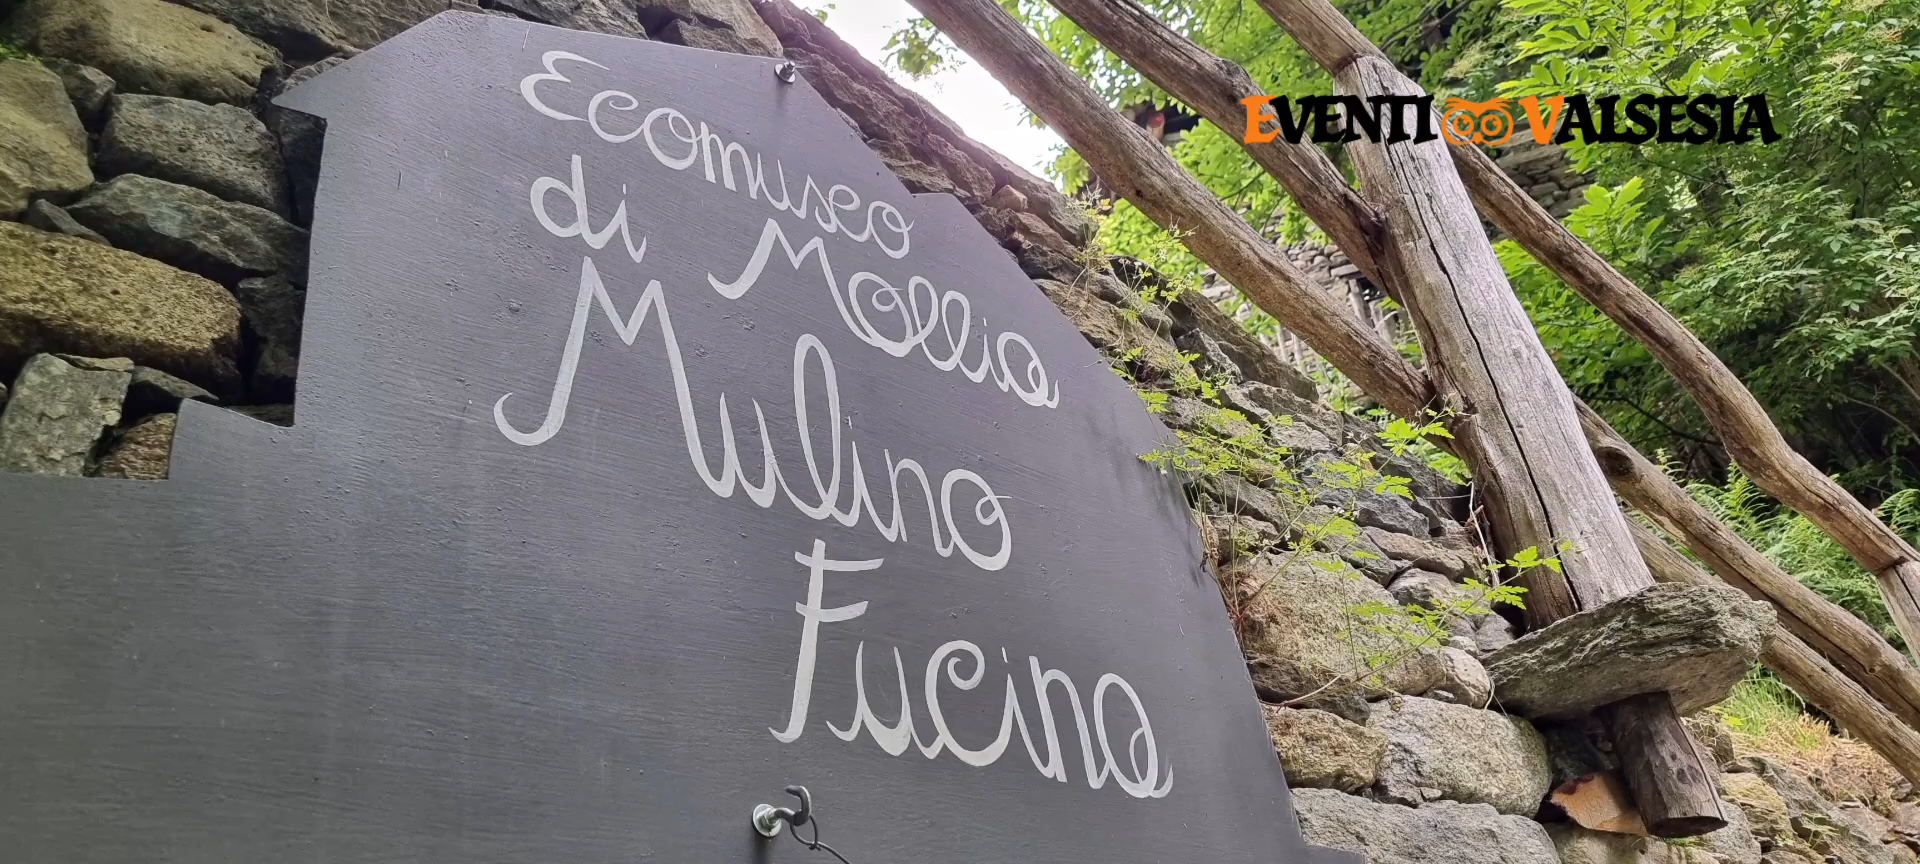 Ecomuseo
di Mollia
Mulino
Fucina
EVENTI VALSESIA